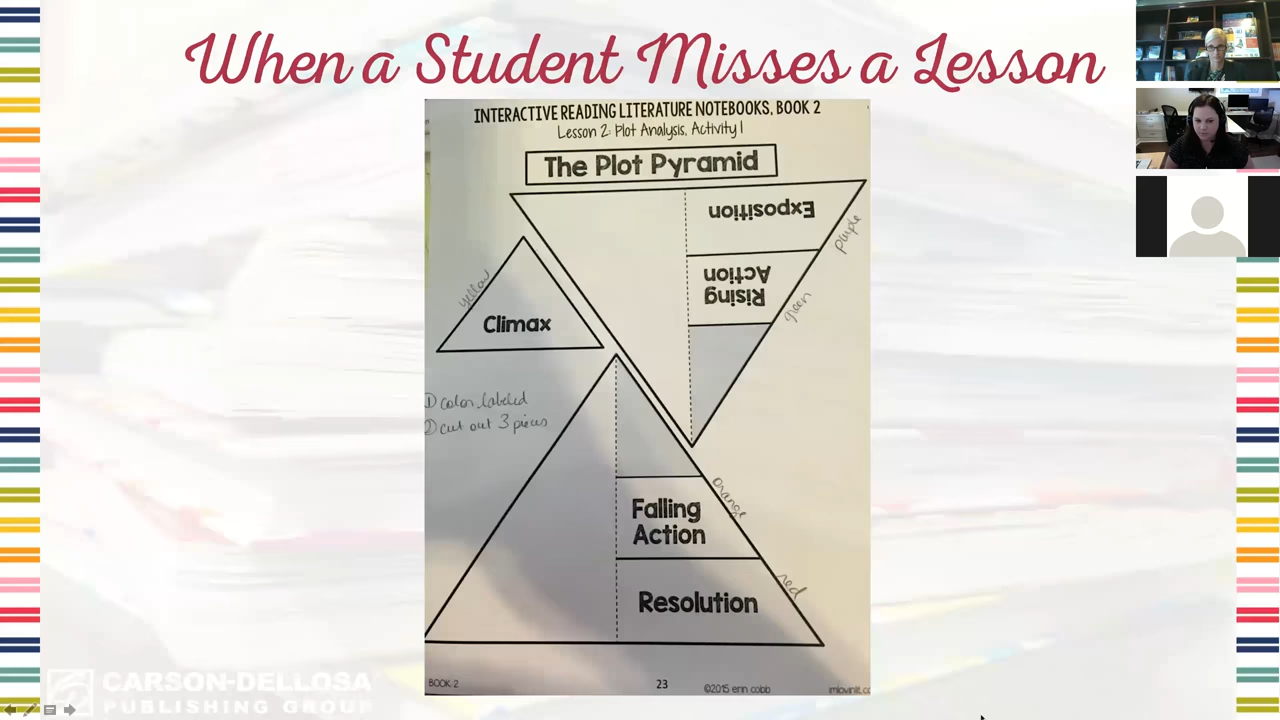 When a Student Misses a Lesson
INTERACTIVE READING LITERATURE NOTEBOOKS, BOOK 2
Lesson 2: Plot Analysis, Activity 1
The Plot Pyramid
Exposition
purple
Rising
Action
green
yellow
Climax
1) color labeled
2) cut out 3 pieces
orange
Falling
Action
red
Resolution
BOOK 2
23
©2015 erin cobb
imlovinlit.co
CARSON-DELLOSA
PUBLISHING GROUP